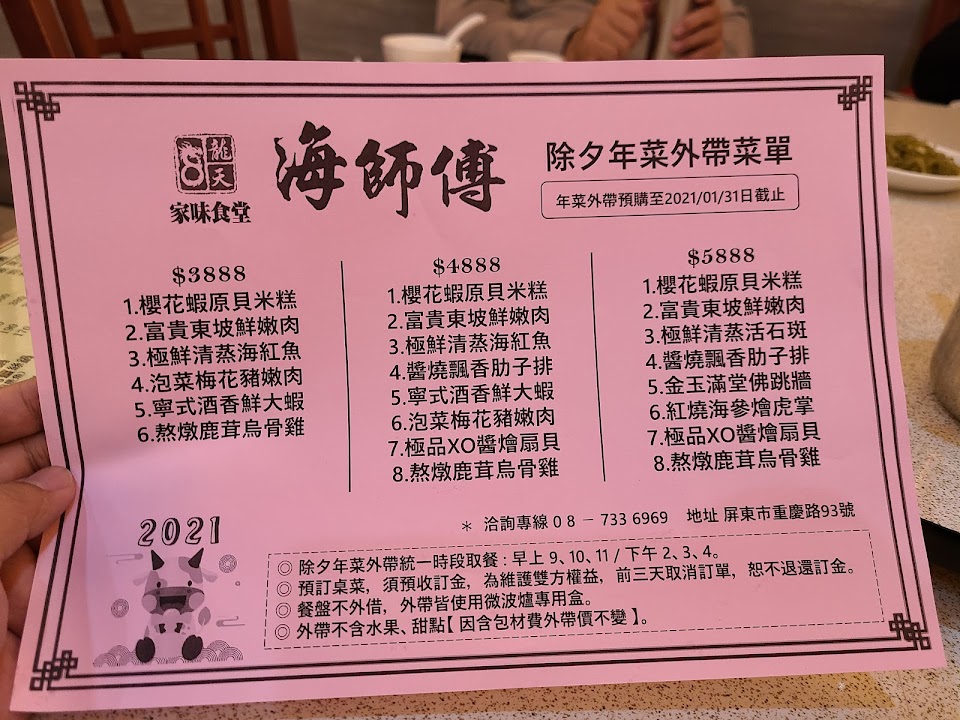 龍天
家味食堂
海師傅
除夕年菜外帶菜單
年菜外帶預購至2021/01/31日截止
$3888
1.櫻花蝦原貝米糕
2.富貴東坡鮮嫩肉
3.極鮮清蒸海紅魚
4.泡菜梅花豬嫩肉
5.寧式酒香鮮大蝦
6.熬燉鹿茸烏骨雞
$4888
1.櫻花蝦原貝米糕
2.富貴東坡鮮嫩肉
3.極鮮清蒸海紅魚
4.醬燒飄香肋子排
5.寧式酒香鮮大蝦
6.泡菜梅花豬嫩肉
7.極品XO醬燴扇貝
8.熬燉鹿茸烏骨雞
$5888
1.櫻花蝦原貝米糕
2.富貴東坡鮮嫩肉
3.極鮮清蒸活石斑
4.醬燒飄香肋子排
5.金玉滿堂佛跳牆
6.紅燒海參燴虎掌
7.極品XO醬燴扇貝
8.熬燉鹿茸烏骨雞
＊ 洽詢專線 0 8 － 733 6969 地址 屏東市重慶路93號
2021
◎ 除夕年菜外帶統一時段取餐 : 早上 9、10、11 / 下午 2、3、4。
◎ 預訂桌菜，須預收訂金，為維護雙方權益，前三天取消訂單，恕不退還訂金。
◎ 餐盤不外借，外帶皆使用微波爐專用盒。
◎ 外帶不含水果、甜點【 因含包材費外帶價不變 】。